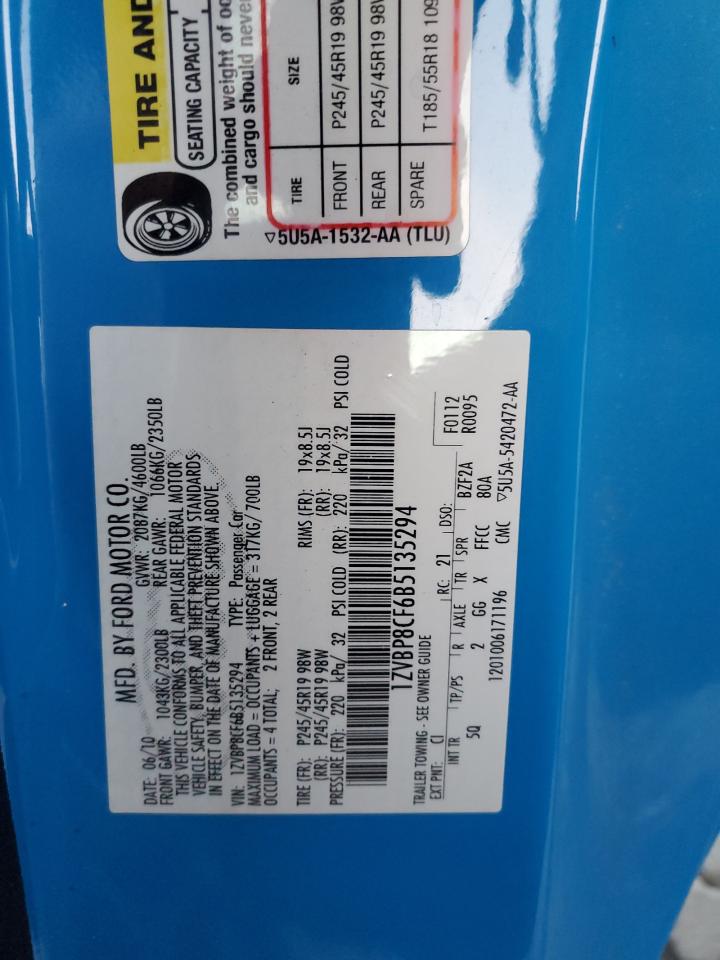 TIRE AND
SEATING CAPACITY
The combined weight of oc
and cargo should never
TIRE SIZE
FRONT P245/45R19 98W
REAR P245/45R19 98W
SPARE T185/55R18 109
▽5U5A-1532-AA (TLU)
MFD. BY FORD MOTOR CO.
DATE: 06/10 GVWR: 2087KG/4600LB
FRONT GAWR: 1043KG/2300LB REAR GAWR: 1066KG/2350LB
THIS VEHICLE CONFORMS TO ALL APPLICABLE FEDERAL MOTOR
VEHICLE SAFETY, BUMPER, AND THEFT PREVENTION STANDARDS
IN EFFECT ON THE DATE OF MANUFACTURE SHOWN ABOVE.
VIN: 1ZVBP8CF6B5135294 TYPE: Passenger Car
MAXIMUM LOAD = OCCUPANTS + LUGGAGE = 317KG/ 700LB
OCCUPANTS = 4 TOTAL; 2 FRONT, 2 REAR
TIRE (FR): P245/45R19 98W RIMS (FR): 19x8.5J
(RR): P245/45R19 98W (RR): 19x8.5J
PRESSURE (FR): 220 kPa/ 32 PSI COLD (RR): 220 kPa/ 32 PSI COLD
1ZVBP8CF6B5135294
TRAILER TOWING - SEE OWNER GUIDE
EXT PNT: CI RC: 21 DSO: F0112
INT TR TP/PS R AXLE TR SPR BZF2A R0095
5Q 2 GG X FFCC 80A
1201006171196 CMC ▽5U5A-5420472-AA